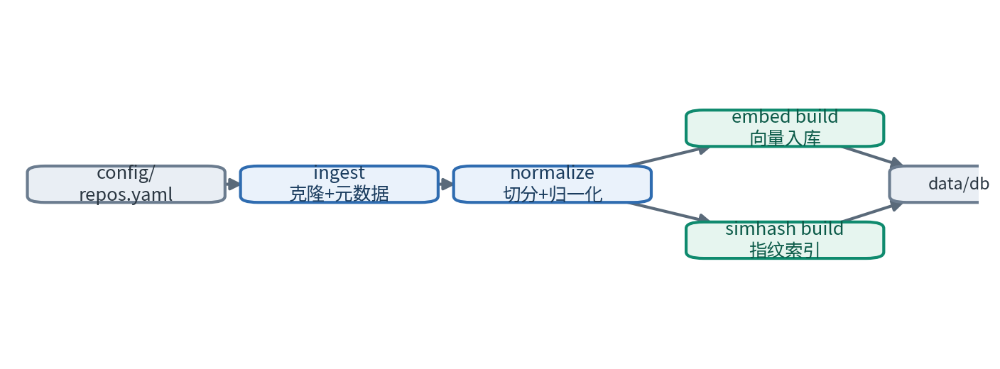 config/
repos.yaml
ingest
克隆+元数据
normalize
切分+归一化
embed build
向量入库
simhash build
指纹索引
data/db